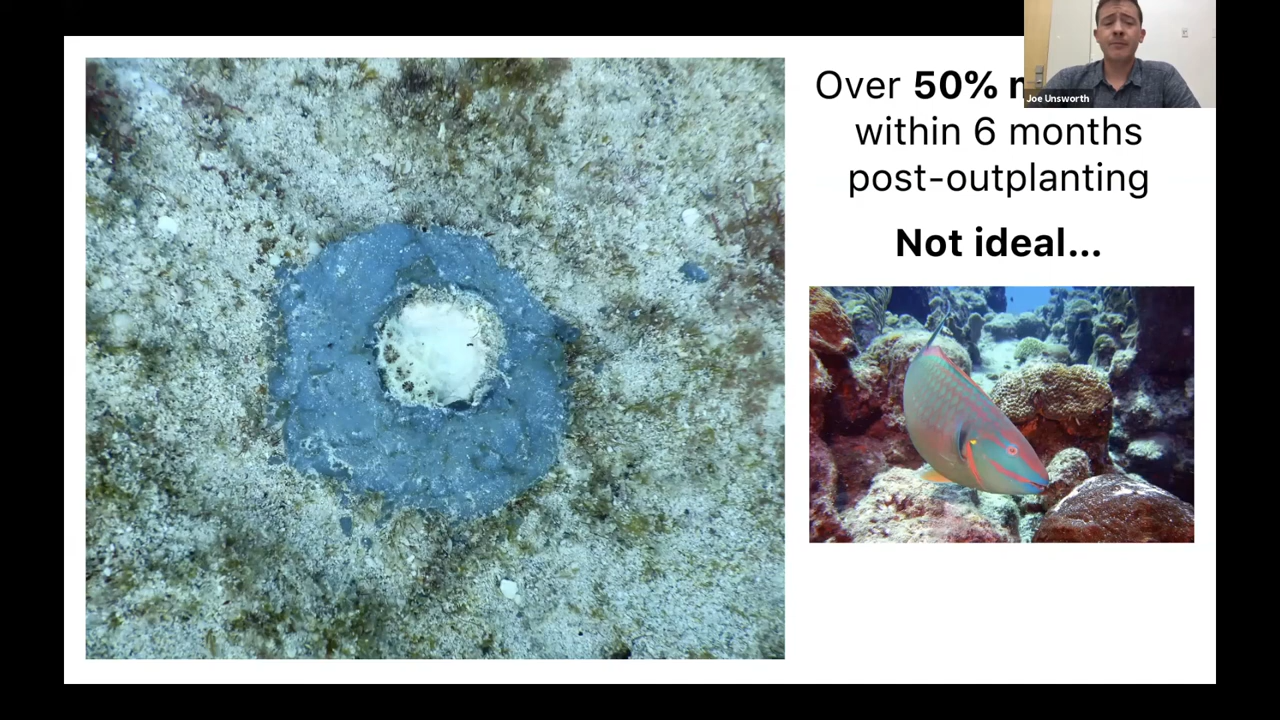 Over 50%
within 6 months
post-outplanting
Not ideal...
Joe Unsworth